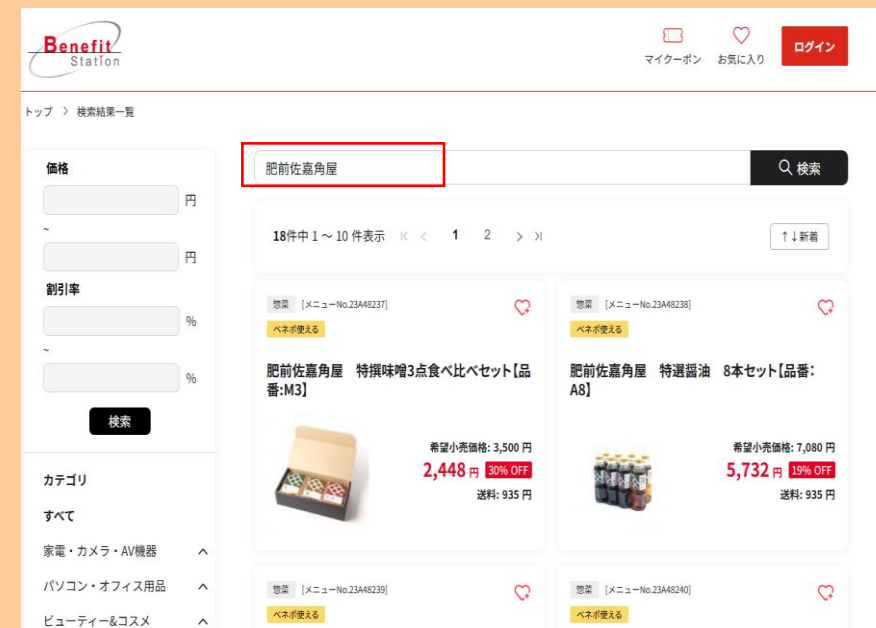 Benefit
Station
マイクーポン
お気に入り
ログイン
トップ > 検索結果一覧
価格
円
~
円
割引率
%
~
%
検索
カテゴリ
すべて
家電・カメラ・AV機器
パソコン・オフィス用品
ビューティー&コスメ
肥前佐嘉角屋
検索
18件中 1 ～ 10 件表示 1 2
↑↓新着
惣菜 [メニューNo.23A48237]
ベネポ使える
肥前佐嘉角屋 特撰味噌3点食べ比べセット【品
番:M3】
希望小売価格: 3,500 円
2,448 円 30% OFF
送料: 935 円
惣菜 [メニューNo.23A48238]
ベネポ使える
肥前佐嘉角屋 特選醤油 8本セット【品番:
A8】
希望小売価格: 7,080 円
5,732 円 19% OFF
送料: 935 円
惣菜 [メニューNo.23A48239]
ベネポ使える
惣菜 [メニューNo.23A48240]
ベネポ使える